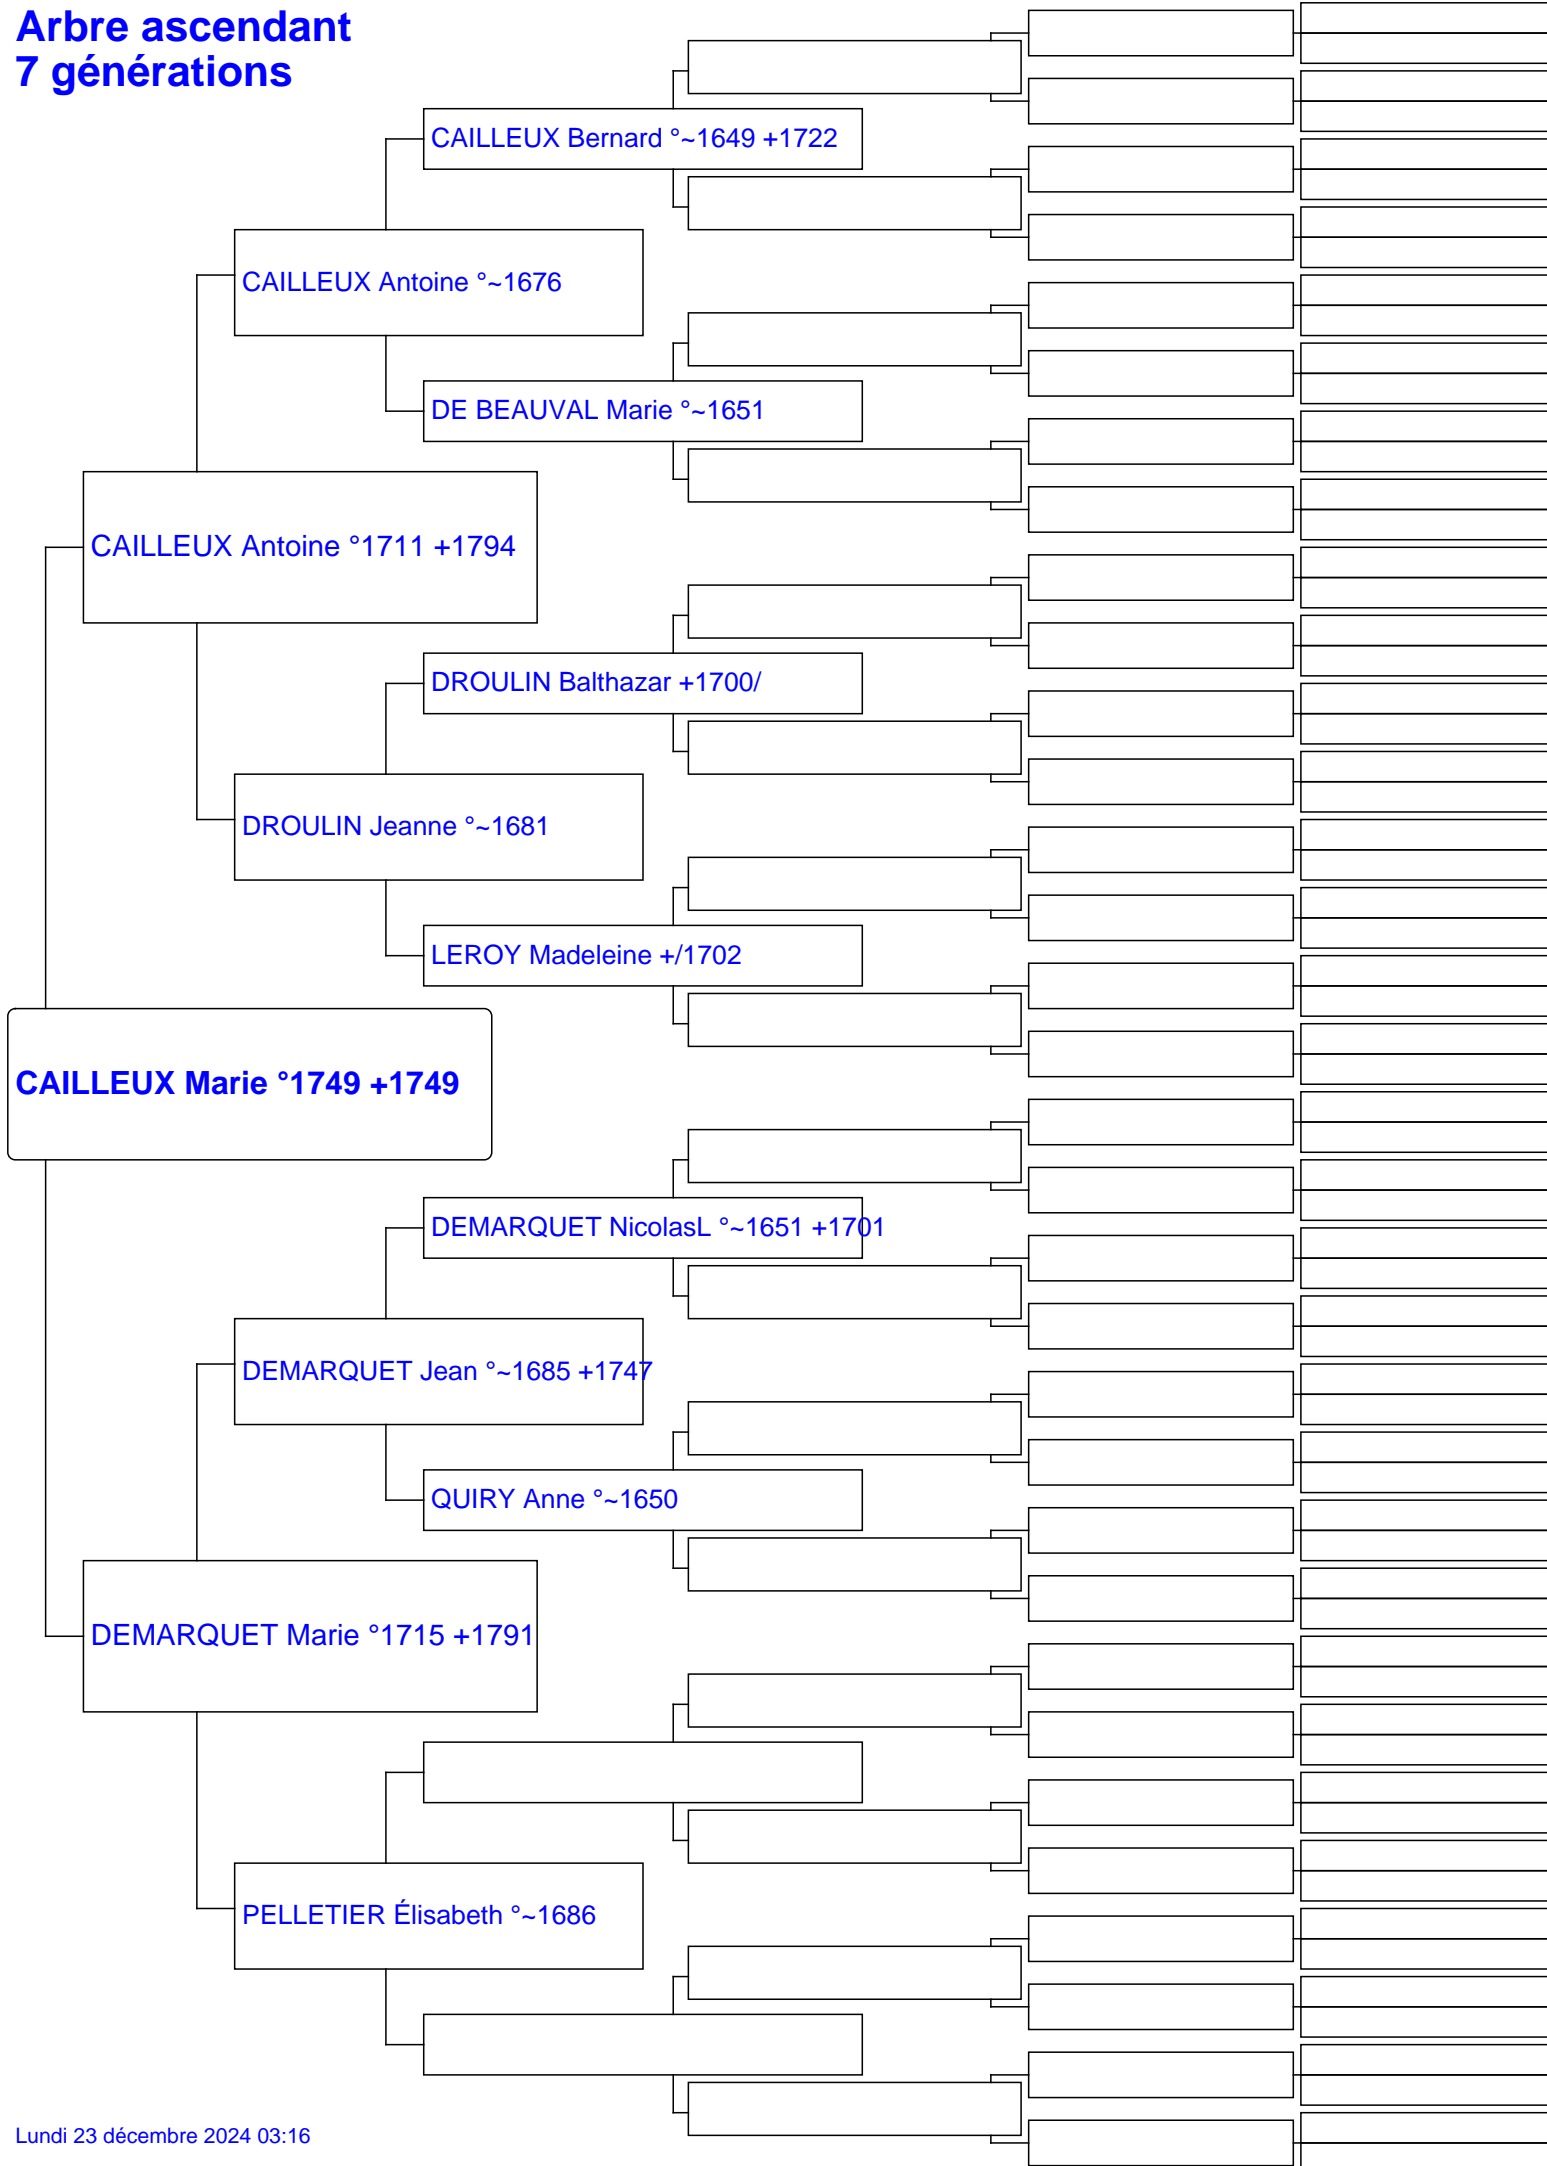 Arbre ascendant
7 générations
CAILLEUX Bernard °~1649 +1722
CAILLEUX Antoine °~1676
DE BEAUVAL Marie °~1651
CAILLEUX Antoine °1711 +1794
DROULIN Balthazar +1700/
DROULIN Jeanne °~1681
LEROY Madeleine +/1702
CAILLEUX Marie °1749 +1749
DEMARQUET NicolasL °~1651 +1701
DEMARQUET Jean °~1685 +1747
QUIRY Anne °~1650
DEMARQUET Marie °1715 +1791
PELLETIER Élisabeth °~1686
Lundi 23 décembre 2024 03:16